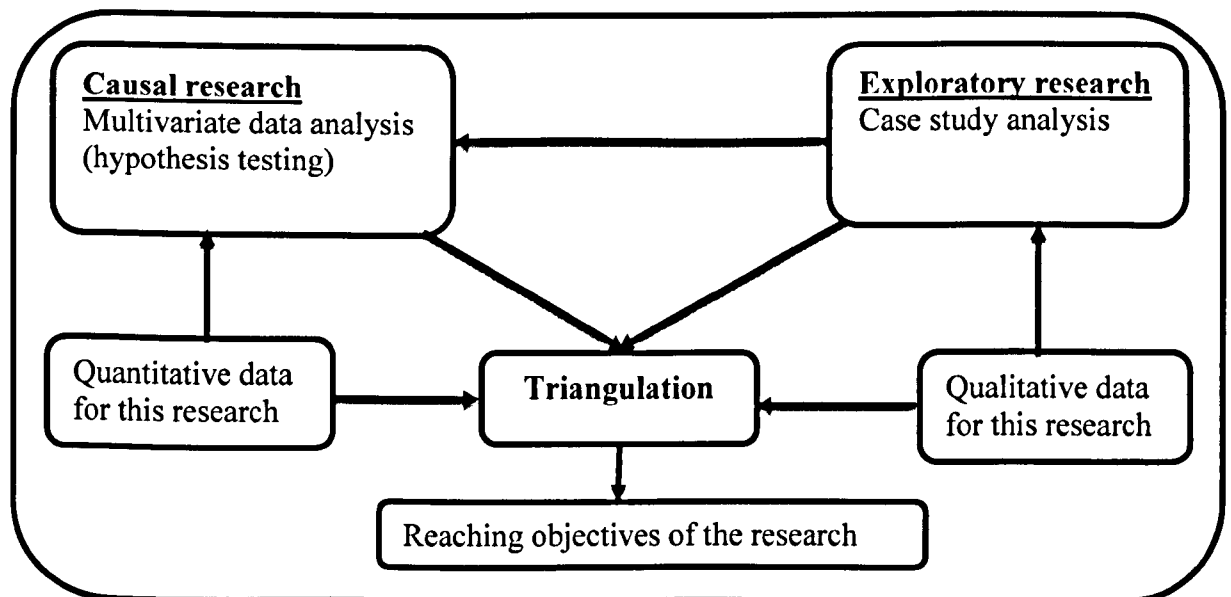 Causal research
Multivariate data analysis
(hypothesis testing)
Exploratory research
Case study analysis
Quantitative data
for this research
Triangulation
Qualitative data
for this research
Reaching objectives of the research